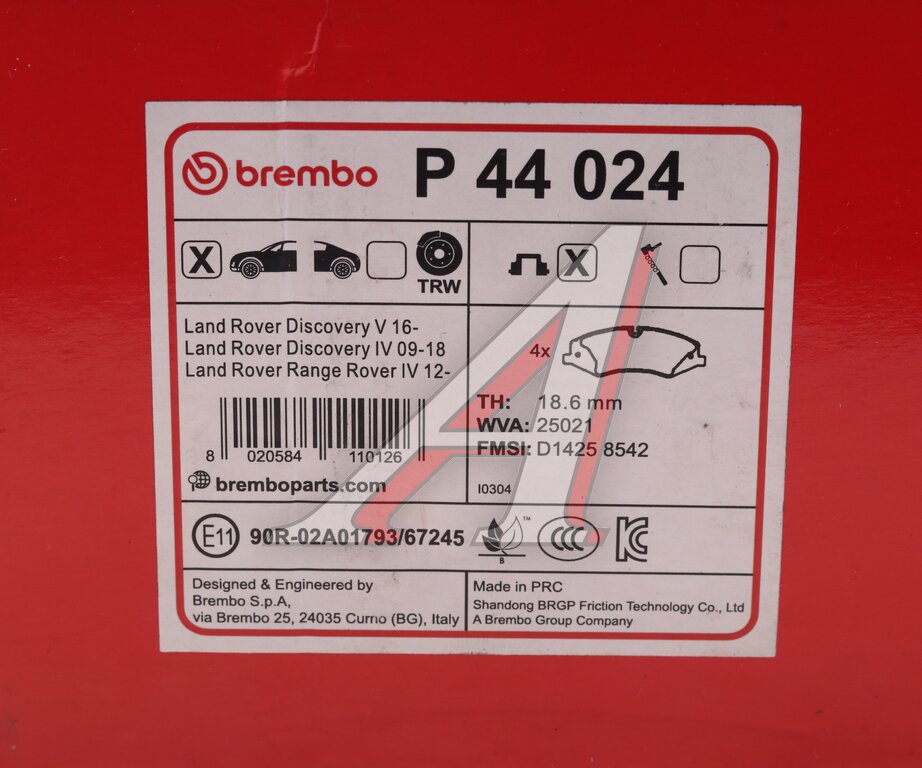 brembo P 44 024
X
TRW
X
Land Rover Discovery V 16-
Land Rover Discovery IV 09-18
Land Rover Range Rover IV 12-
4x
TH: 18.6 mm
WVA: 25021
FMSI: D1425 8542
8 020584 110126
bremboparts.com
I0304
E11 90R-02A01793/67245
TM
B
CCC
KC
Designed & Engineered by
Brembo S.p.A,
via Brembo 25, 24035 Curno (BG), Italy
Made in PRC
Shandong BRGP Friction Technology Co., Ltd
A Brembo Group Company